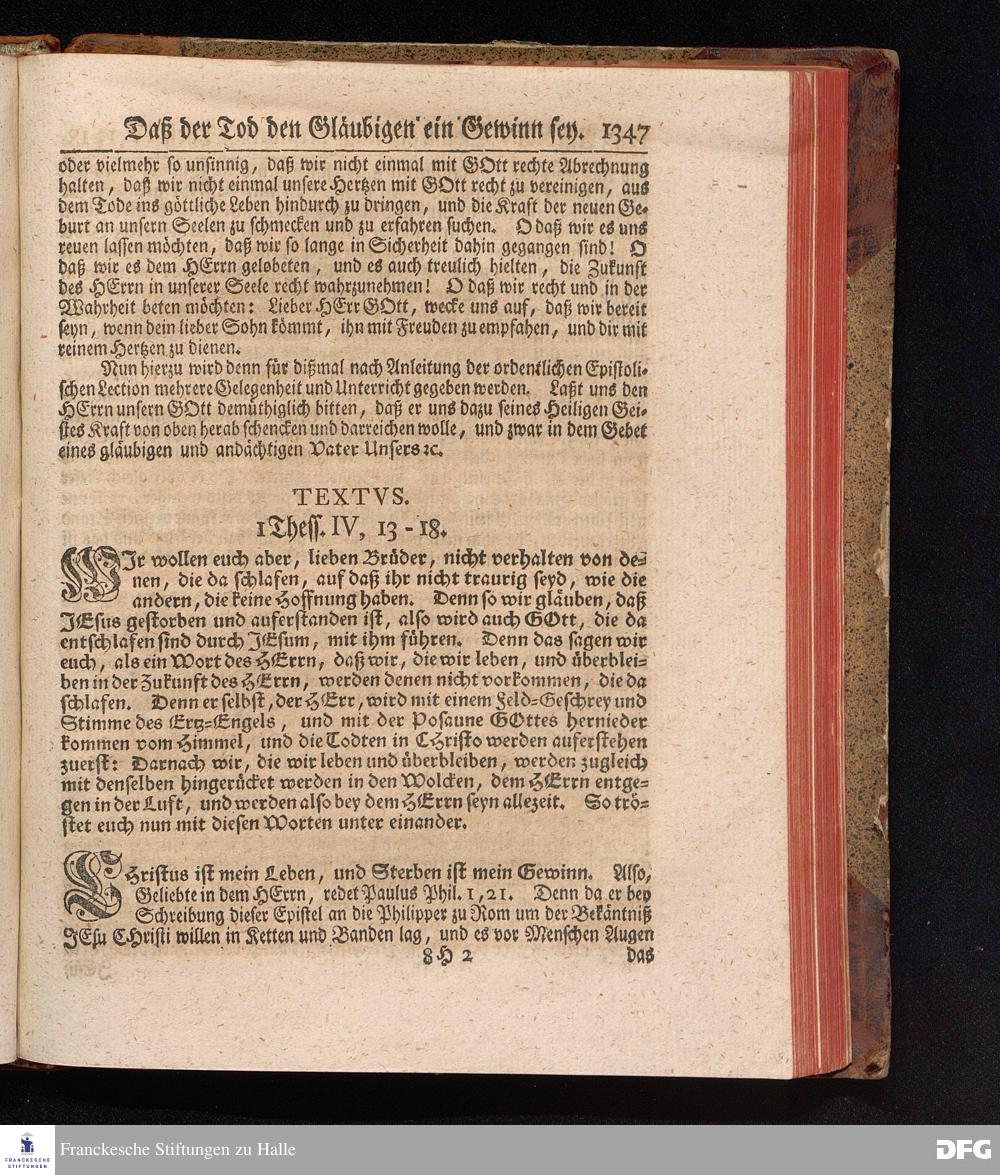 Daß der Tod den Gläubigen ein Gewinn sey. 1347
oder vielmehr so unsinnig, daß wir nicht einmal mit GOtt rechte Abrechnung
halten, daß wir nicht einmal unsere Hertzen mit GOtt recht zu vereinigen, aus
dem Tode ins göttliche Leben hindurch zu dringen, und die Kraft der neuen Ge-
burt an unsern Seelen zu schmecken und zu erfahren suchen. O daß wir es uns
reuen lassen möchten, daß wir so lange in Sicherheit dahin gegangen sind! O
daß wir es dem HErrn gelobeten, und es auch treulich hielten, die Zukunft
des HErrn in unserer Seele recht wahrzunehmen! O daß wir recht und in der
Wahrheit beten möchten: Lieber HErr GOtt, wecke uns auf, daß wir bereit
seyn, wenn dein lieber Sohn kömmt, ihn mit Freuden zu empfahen, und dir mit
reinem Hertzen zu dienen.
Nun hierzu wird denn für dißmal nach Anleitung der ordentlichen Epistoli-
schen Lection mehrere Gelegenheit und Unterricht gegeben werden. Laßt uns den
HErrn unsern GOtt demüthiglich bitten, daß er uns dazu seines Heiligen Gei-
stes Kraft von oben herab schencken und darreichen wolle, und zwar in dem Gebet
eines gläubigen und andächtigen Vater Unsers ꝛc.
TEXTVS.
1 Thess. IV, 13-18.
WIr wollen euch aber, lieben Brüder, nicht verhalten von de-
nen, die da schlafen, auf daß ihr nicht traurig seyd, wie die
andern, die keine Hoffnung haben. Denn so wir gläuben, daß
JEsus gestorben und auferstanden ist, also wird auch GOtt, die da
entschlafen sind durch JEsum, mit ihm führen. Denn das sagen wir
euch, als ein Wort des HErrn, daß wir, die wir leben, und überblei-
ben in der Zukunft des HErrn, werden denen nicht vorkommen, die da
schlafen. Denn er selbst, der HErr, wird mit einem Feld-Geschrey und
Stimme des Ertz-Engels, und mit der Posaune GOttes hernieder
kommen vom Himmel, und die Todten in CHristo werden auferstehen
zuerst: Darnach wir, die wir leben und überbleiben, werden zugleich
mit denselben hingerücket werden in den Wolcken, dem HErrn entge-
gen in der Luft, und werden also bey dem HErrn seyn allezeit. So trö-
stet euch nun mit diesen Worten unter einander.
CHristus ist mein Leben, und Sterben ist mein Gewinn. Also,
Geliebte in dem HErrn, redet Paulus Phil. 1, 21. Denn da er bey
Schreibung dieser Epistel an die Philipper zu Rom um der Bekäntniß
JEsu CHristi willen in Ketten und Banden lag, und es vor Menschen Augen
8 H 2 das
FRANCKESCHE
STIFTUNGEN
Franckesche Stiftungen zu Halle
DFG